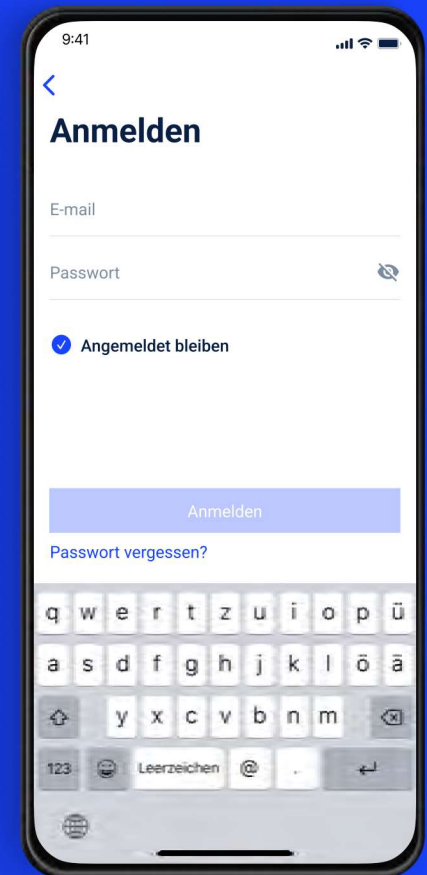 9:41
Anmelden
E-mail
Passwort
Angemeldet bleiben
Anmelden
Passwort vergessen?
q w e r t z u i o p ü
a s d f g h j k l ö ä
y x c v b n m
123 Leerzeichen @ .